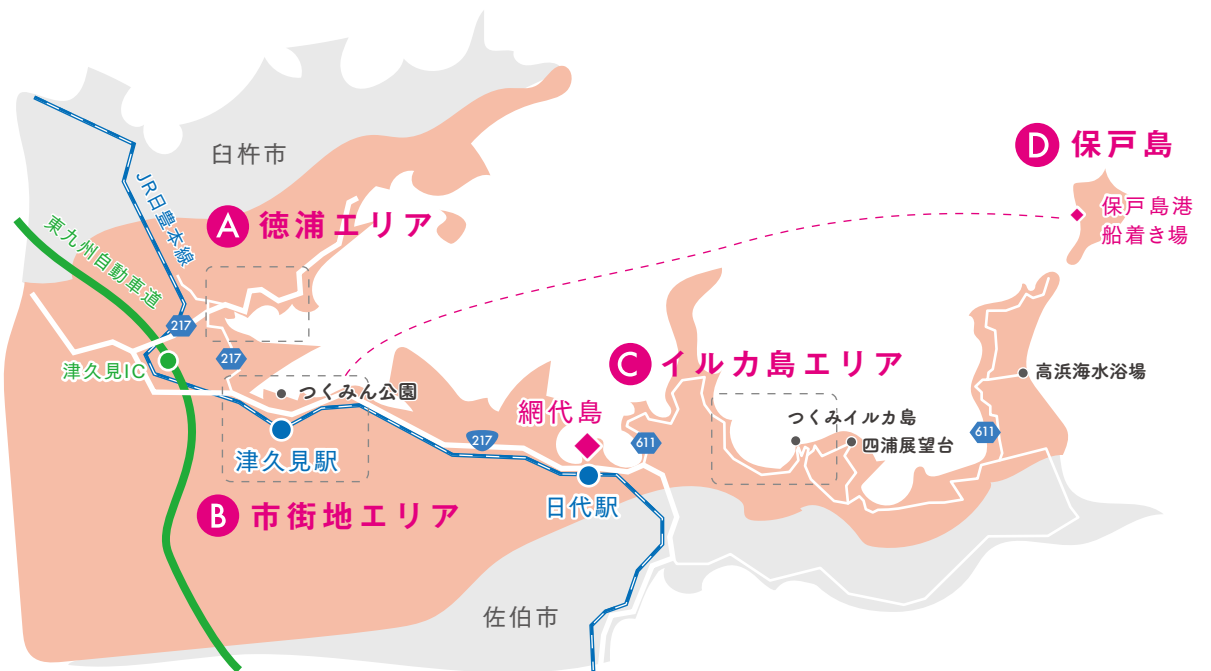 臼杵市
D 保戸島
JR日豊本線
保戸島港
船着き場
A 徳浦エリア
東九州自動車道
217
217
津久見IC
C イルカ島エリア
高浜海水浴場
つくみん公園
網代島
つくみイルカ島
217
611
四浦展望台
611
津久見駅
日代駅
B 市街地エリア
佐伯市